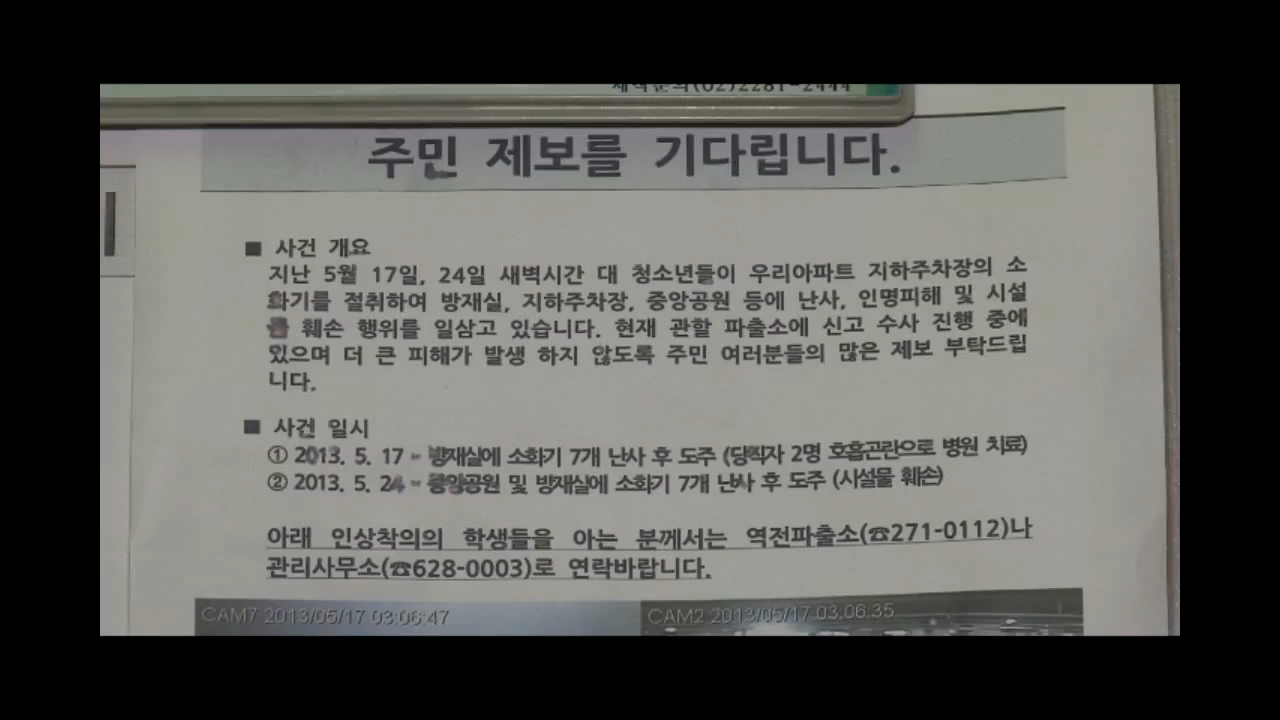 제작문의(02)2281-2444
주민 제보를 기다립니다.
■ 사건 개요
지난 5월 17일, 24일 새벽시간 대 청소년들이 우리아파트 지하주차장의 소
화기를 절취하여 방재실, 지하주차장, 중앙공원 등에 난사, 인명피해 및 시설
훼손 행위를 일삼고 있습니다. 현재 관할 파출소에 신고 수사 진행 중에
있으며 더 큰 피해가 발생 하지 않도록 주민 여러분들의 많은 제보 부탁드립
니다.
■ 사건 일시
① 2013. 5. 17 - 방재실에 소화기 7개 난사 후 도주 (당직자 2명 호흡곤란으로 병원 치료)
② 2013. 5. 24 - 중앙공원 및 방재실에 소화기 7개 난사 후 도주 (시설물 훼손)
아래 인상착의의 학생들을 아는 분께서는 역전파출소(☎271-0112)나
관리사무소(☎628-0003)로 연락바랍니다.
CAM7 2013/05/17 03:06:47
CAM2 2013/05/17 03:06:35